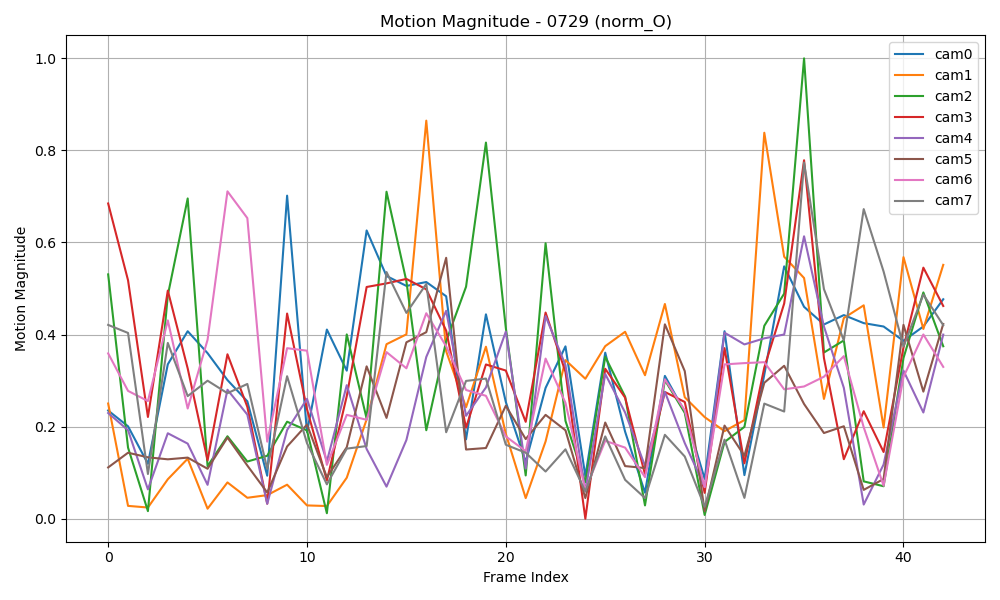 Motion Magnitude - 0729 (norm_O)
Motion Magnitude
1.0
0.8
0.6
0.4
0.2
0.0
0
10
20
30
40
Frame Index
cam0
cam1
cam2
cam3
cam4
cam5
cam6
cam7